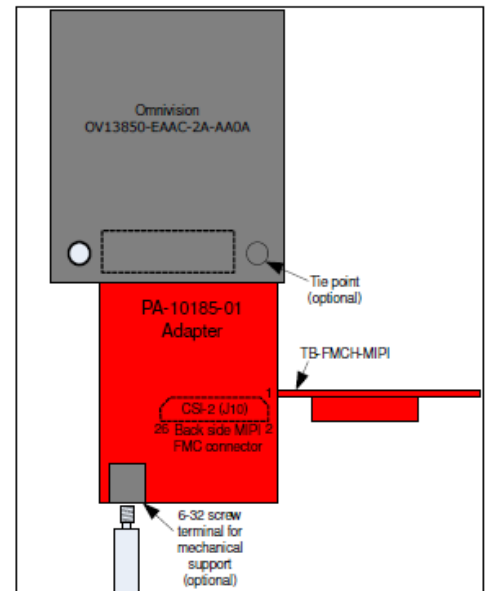 Omnivision
OV13850-EAAC-2A-AA0A
Tie point
(optional)
PA-10185-01
Adapter
TB-FMCH-MIPI
1
CSI-2 (J10)
26 Back side MIPI 2
FMC connector
6-32 screw
terminal for
mechanical
support
(optional)